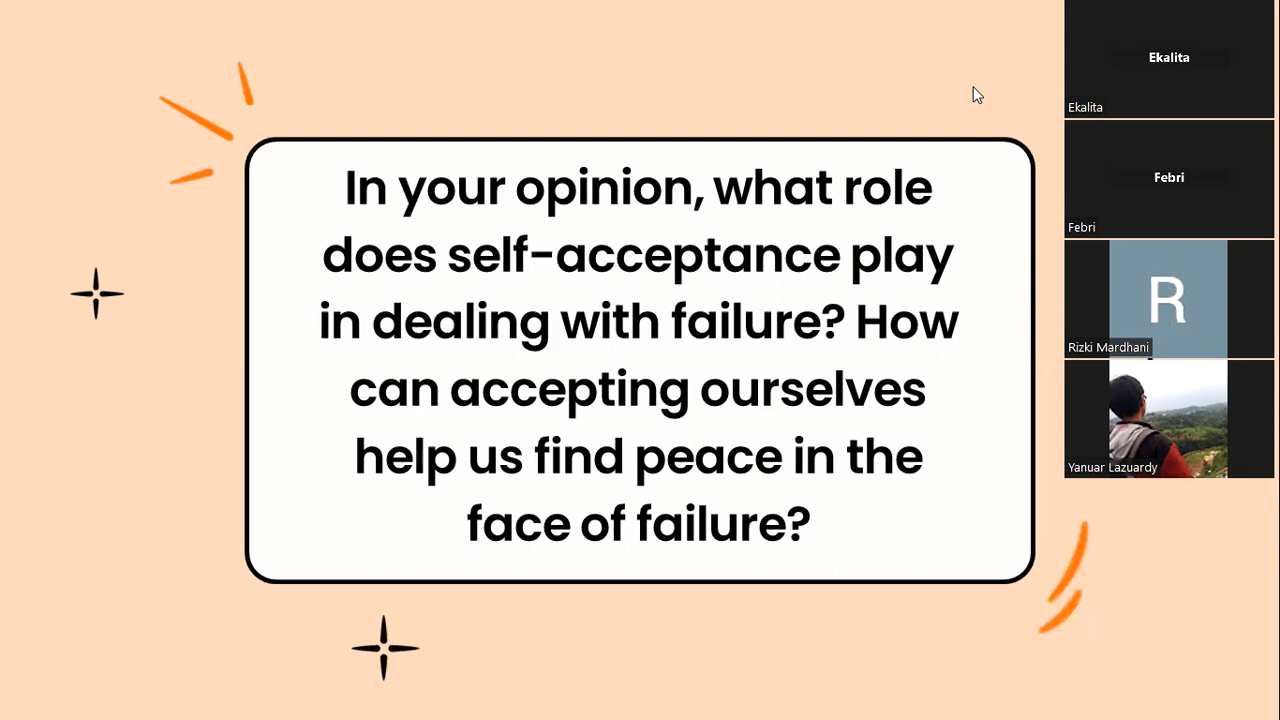 In your opinion, what role
does self-acceptance play
in dealing with failure? How
can accepting ourselves
help us find peace in the
face of failure?
Ekalita
Ekalita
Febri
Febri
R
Rizki Mardhani
Yanuar Lazuardy